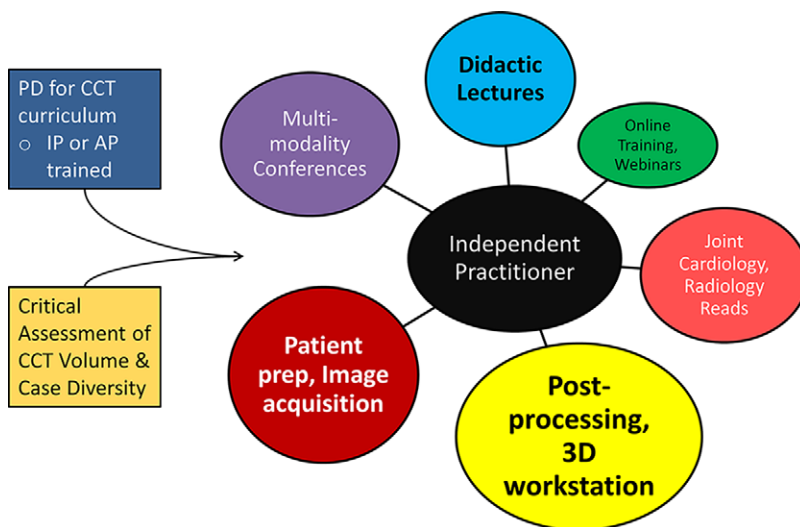 PD for CCT
curriculum
o IP or AP
trained
Critical
Assessment of
CCT Volume &
Case Diversity
Multi-
modality
Conferences
Didactic
Lectures
Online
Training,
Webinars
Independent
Practitioner
Joint
Cardiology,
Radiology
Reads
Patient
prep, Image
acquisition
Post-
processing,
3D
workstation